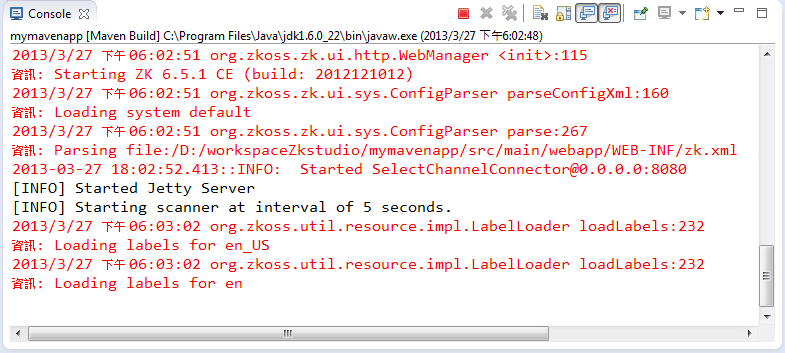 Console
mymavenapp [Maven Build] C:\Program Files\Java\jdk1.6.0_22\bin\javaw.exe (2013/3/27 下午6:02:48)
2013/3/27 下午 06:02:51 org.zkoss.zk.ui.http.WebManager <init>:115
資訊: Starting ZK 6.5.1 CE (build: 2012121012)
2013/3/27 下午 06:02:51 org.zkoss.zk.ui.sys.ConfigParser parseConfigXml:160
資訊: Loading system default
2013/3/27 下午 06:02:51 org.zkoss.zk.ui.sys.ConfigParser parse:267
資訊: Parsing file:/D:/workspaceZkstudio/mymavenapp/src/main/webapp/WEB-INF/zk.xml
2013-03-27 18:02:52.413::INFO:  Started SelectChannelConnector@0.0.0.0:8080
[INFO] Started Jetty Server
[INFO] Starting scanner at interval of 5 seconds.
2013/3/27 下午 06:03:02 org.zkoss.util.resource.impl.LabelLoader loadLabels:232
資訊: Loading labels for en_US
2013/3/27 下午 06:03:02 org.zkoss.util.resource.impl.LabelLoader loadLabels:232
資訊: Loading labels for en